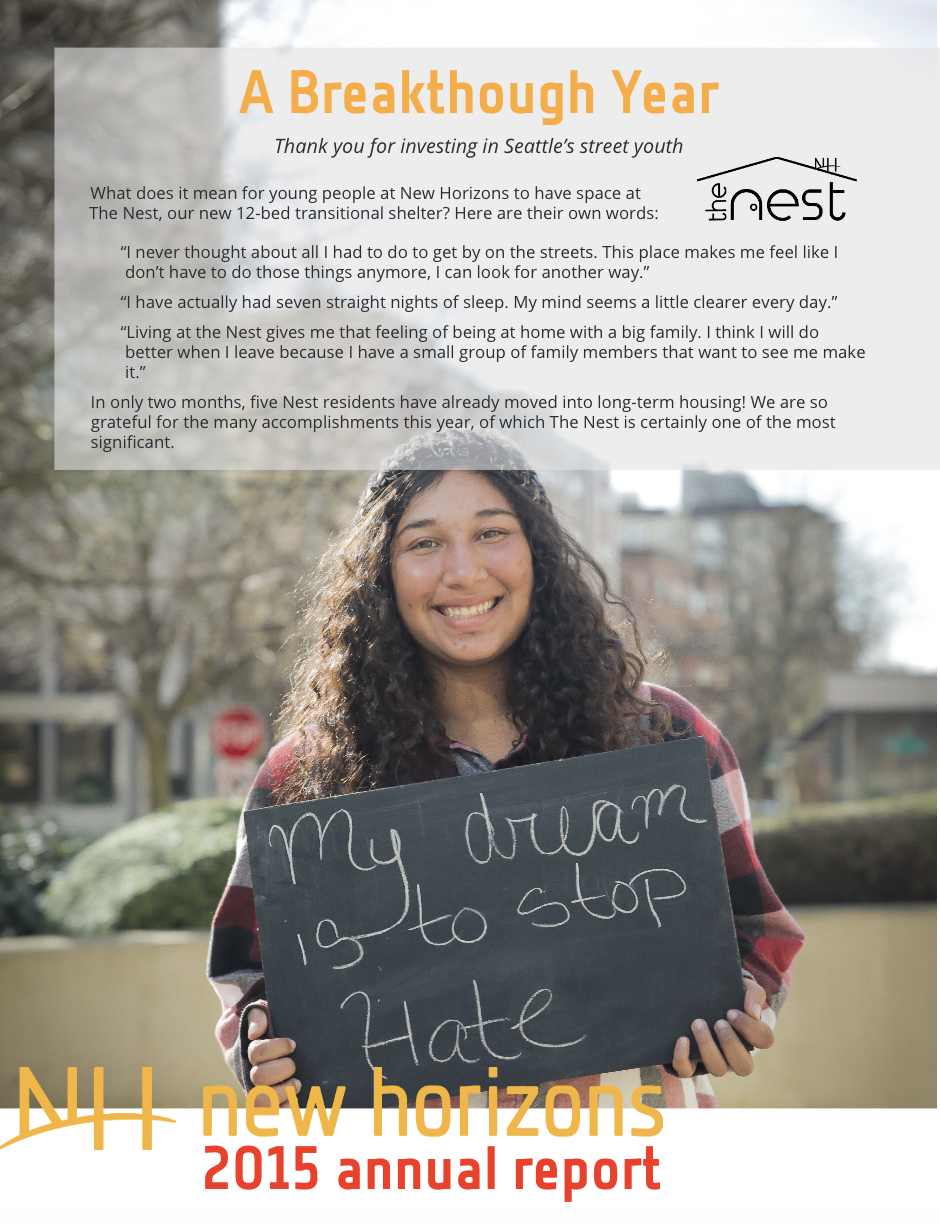 A Breakthough Year
Thank you for investing in Seattle's street youth
NH
the nest
What does it mean for young people at New Horizons to have space at
The Nest, our new 12-bed transitional shelter? Here are their own words:
“I never thought about all I had to do to get by on the streets. This place makes me feel like I
don’t have to do those things anymore, I can look for another way.”
“I have actually had seven straight nights of sleep. My mind seems a little clearer every day.”
“Living at the Nest gives me that feeling of being at home with a big family. I think I will do
better when I leave because I have a small group of family members that want to see me make
it.”
In only two months, five Nest residents have already moved into long-term housing! We are so
grateful for the many accomplishments this year, of which The Nest is certainly one of the most
significant.
STOP
My dream
is to stop
Hate
NH new horizons
2015 annual report